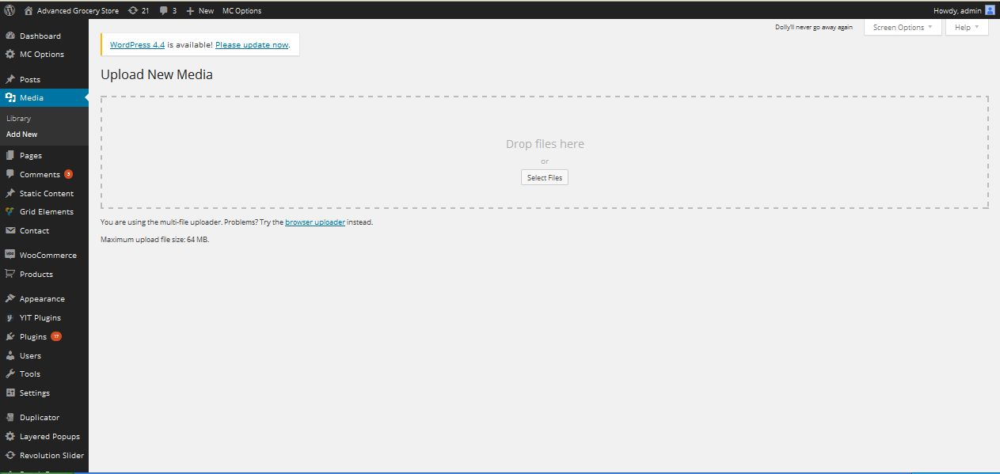 Advanced Grocery Store 21 3 New MC Options Howdy, admin
Dolly'll never go away again Screen Options Help
WordPress 4.4 is available! Please update now.
Upload New Media
Drop files here
or
Select Files
You are using the multi-file uploader. Problems? Try the browser uploader instead.
Maximum upload file size: 64 MB.
Dashboard
MC Options
Posts
Media
Library
Add New
Pages
Comments 3
Static Content
Grid Elements
Contact
WooCommerce
Products
Appearance
YIT Plugins
Plugins 17
Users
Tools
Settings
Duplicator
Layered Popups
Revolution Slider